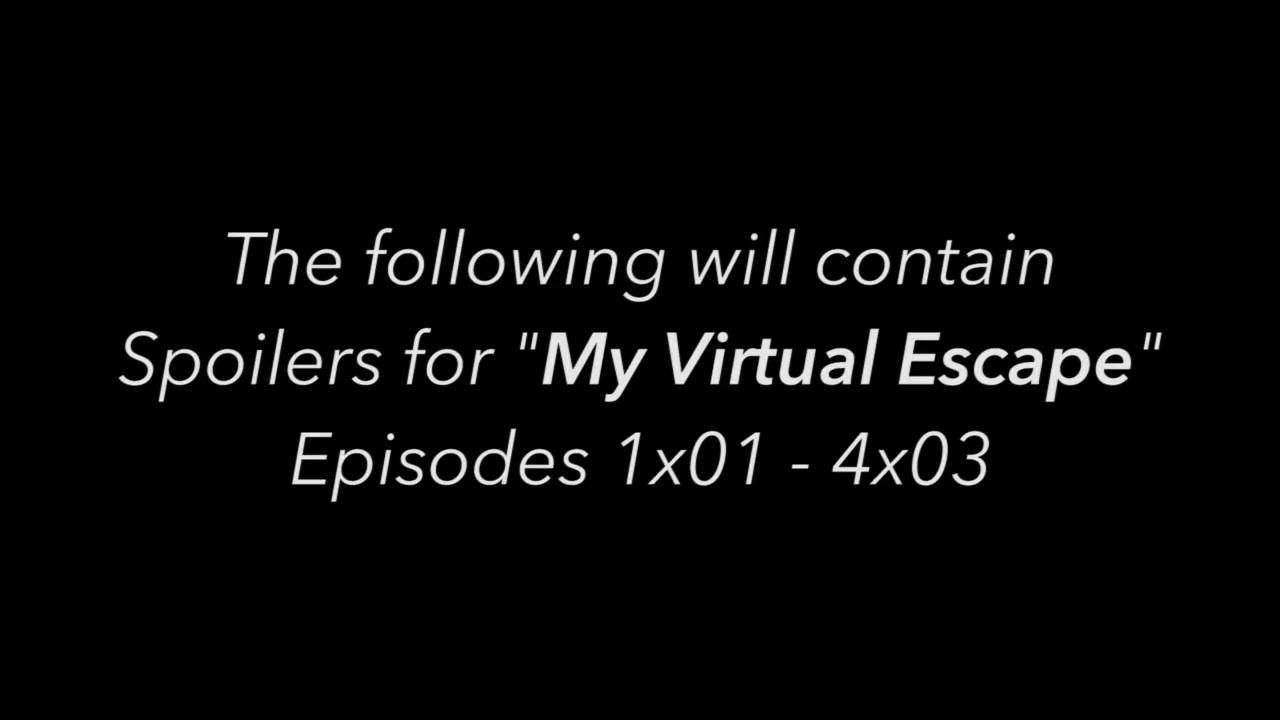 The following will contain
Spoilers for "My Virtual Escape"
Episodes 1x01 - 4x03